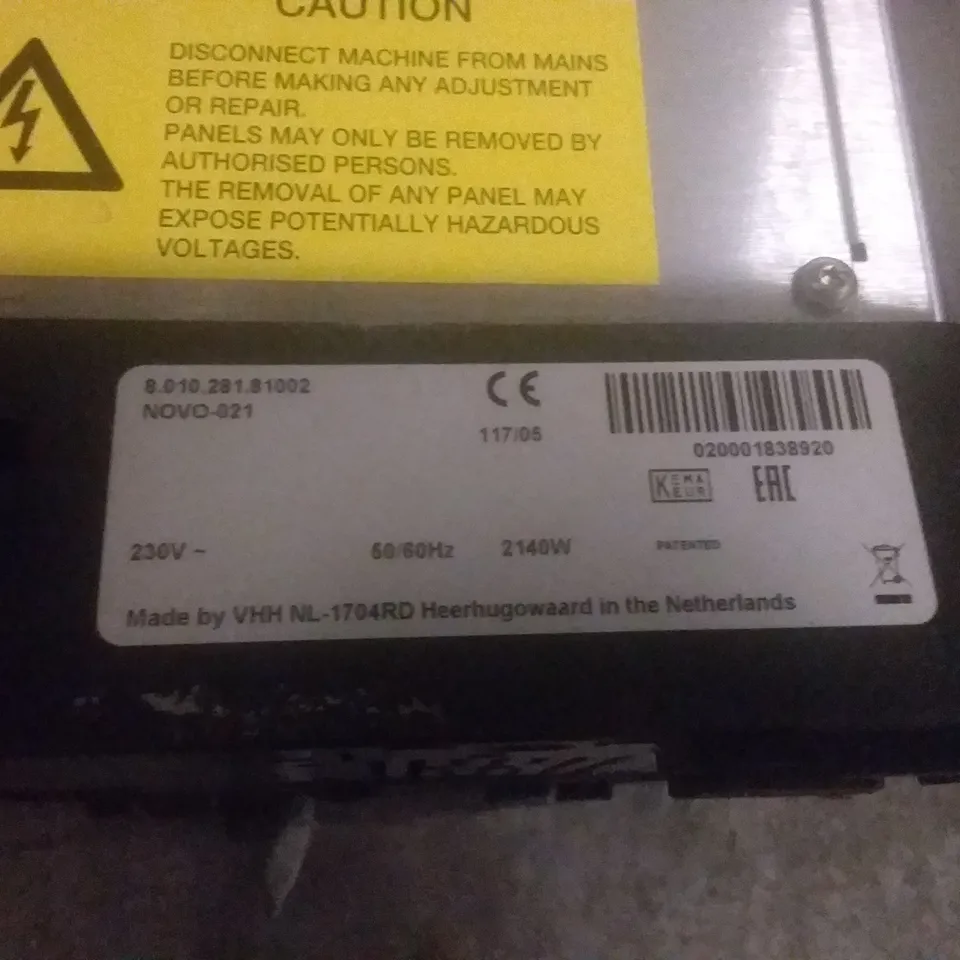 CAUTION
DISCONNECT MACHINE FROM MAINS
BEFORE MAKING ANY ADJUSTMENT
OR REPAIR.
PANELS MAY ONLY BE REMOVED BY
AUTHORISED PERSONS.
THE REMOVAL OF ANY PANEL MAY
EXPOSE POTENTIALLY HAZARDOUS
VOLTAGES.
8.010.281.81002
NOVO-021
CE
117/05
020001838920
KEMA
KEUR
EAC
230V ~
50/60Hz
2140W
PATENTED
Made by VHH NL-1704RD Heerhugowaard in the Netherlands